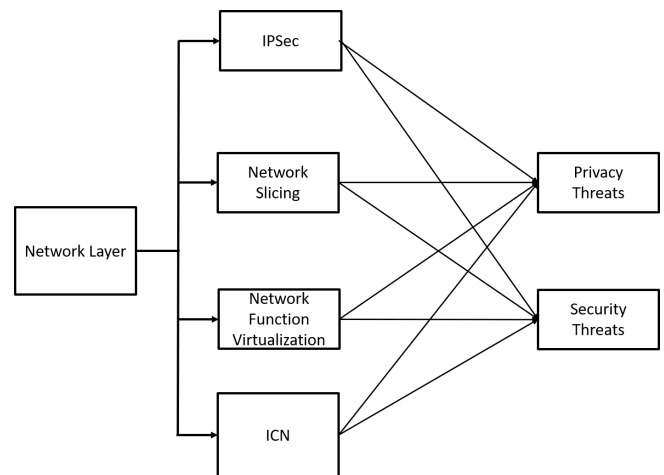 IPSec
Network
Slicing
Privacy
Threats
Network Layer
Network
Function
Virtualization
Security
Threats
ICN